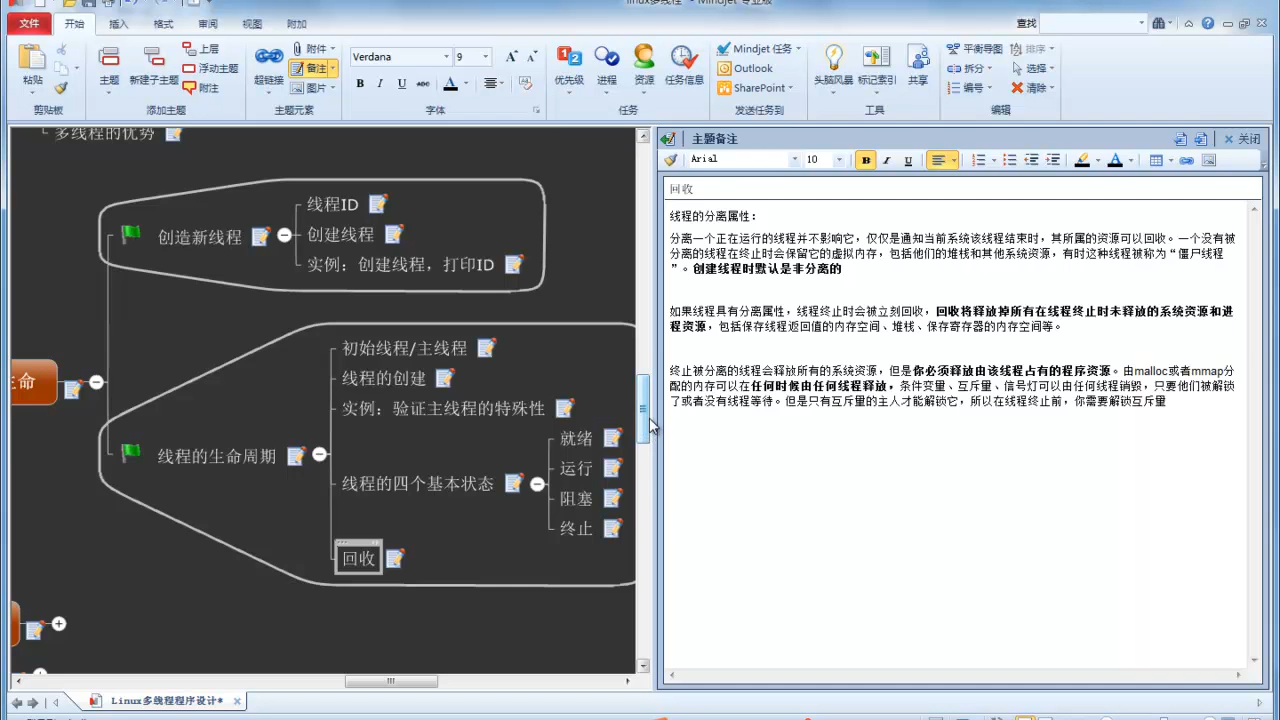 linux多线程 - Mindjet 专业版
文件
开始
插入
格式
审阅
视图
附加
查找
粘贴
剪贴板
主题
新建子主题
上层
浮动主题
附注
添加主题
超链接
附件
备注
图片
主题元素
Verdana
9
B I U abc A
字体
优先级
进程
资源
任务信息
任务
Mindjet 任务
Outlook
SharePoint
发送任务到
头脑风暴
标记索引
共享
工具
平衡导图
拆分
编号
排序
选择
清除
编辑
多线程的优势
创造新线程
线程ID
创建线程
实例：创建线程，打印ID
生命
线程的生命周期
初始线程/主线程
线程的创建
实例：验证主线程的特殊性
线程的四个基本状态
就绪
运行
阻塞
终止
回收
主题备注
关闭
Arial
10
B I U
回收
线程的分离属性：
分离一个正在运行的线程并不影响它，仅仅是通知当前系统该线程结束时，其所属的资源可以回收。一个没有被
分离的线程在终止时会保留它的虚拟内存，包括他们的堆栈和其他系统资源，有时这种线程被称为“僵尸线程
”。创建线程时默认是非分离的
如果线程具有分离属性，线程终止时会被立刻回收，回收将释放掉所有在线程终止时未释放的系统资源和进
程资源，包括保存线程返回值的内存空间、堆栈、保存寄存器的内存空间等。
终止被分离的线程会释放所有的系统资源，但是你必须释放由该线程占有的程序资源。由malloc或者mmap分
配的内存可以在任何时候由任何线程释放，条件变量、互斥量、信号灯可以由任何线程销毁，只要他们被解锁
了或者没有线程等待。但是只有互斥量的主人才能解锁它，所以在线程终止前，你需要解锁互斥量
Linux多线程程序设计*